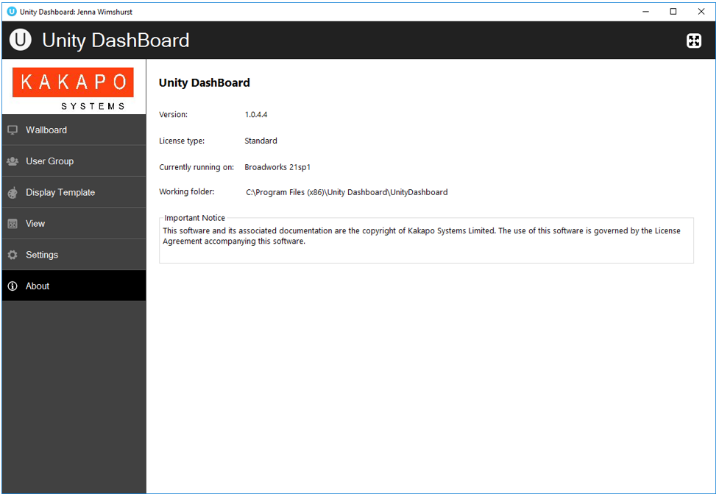 Unity Dashboard: Jenna Wimshurst
U Unity DashBoard
KAKAPO
SYSTEMS
Wallboard
User Group
Display Template
View
Settings
About
Unity DashBoard
Version: 1.0.4.4
License type: Standard
Currently running on: Broadworks 21sp1
Working folder: C:\Program Files (x86)\Unity Dashboard\UnityDashboard
Important Notice
This software and its associated documentation are the copyright of Kakapo Systems Limited. The use of this software is governed by the License
Agreement accompanying this software.